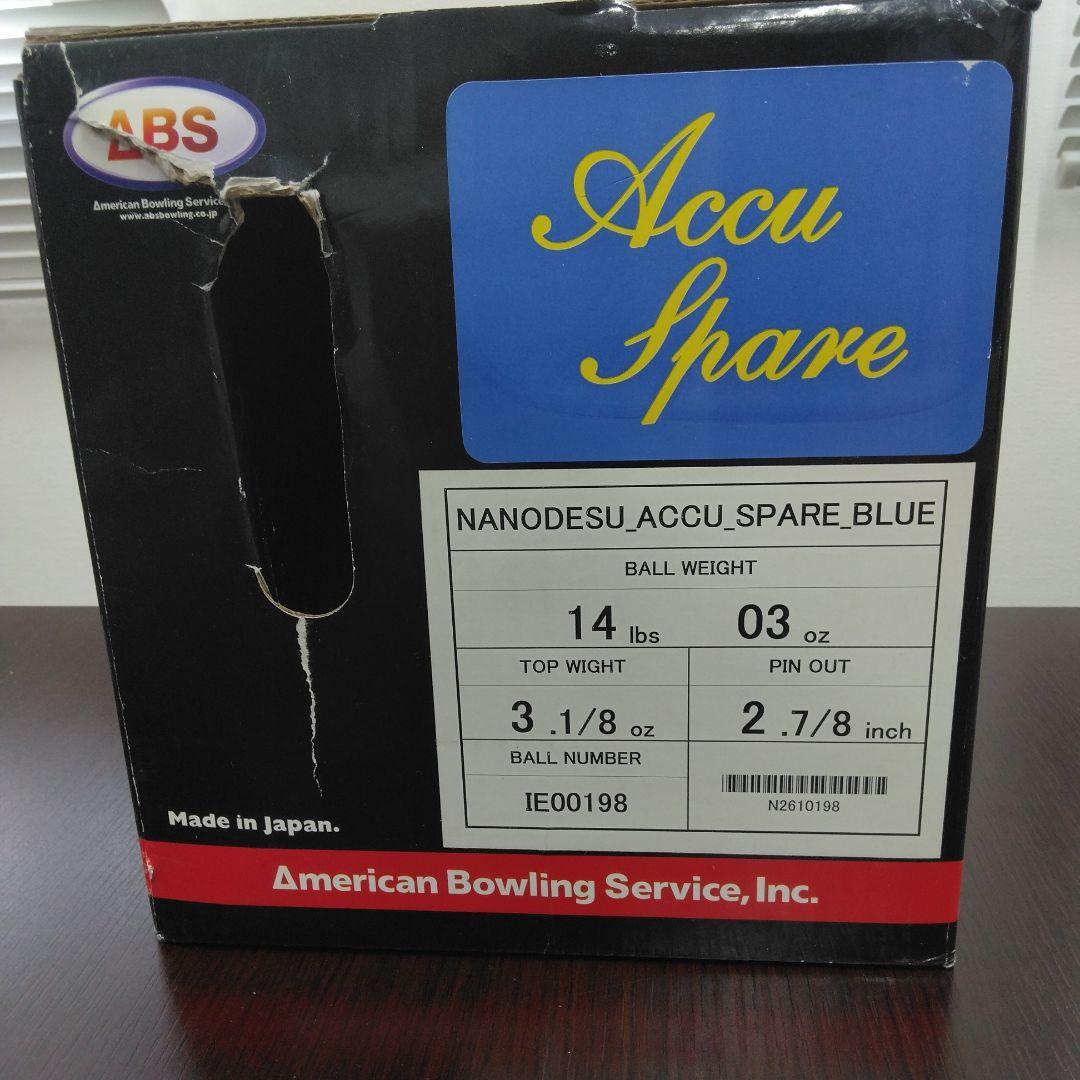 ABS
American Bowling Service
www.absbowling.co.jp
Accu
Spare
NANODESU_ACCU_SPARE_BLUE
BALL WEIGHT
14 lbs 03 oz
TOP WIGHT PIN OUT
3 .1/8 oz 2 .7/8 inch
BALL NUMBER
IE00198
N2610198
Made in Japan.
American Bowling Service, Inc.